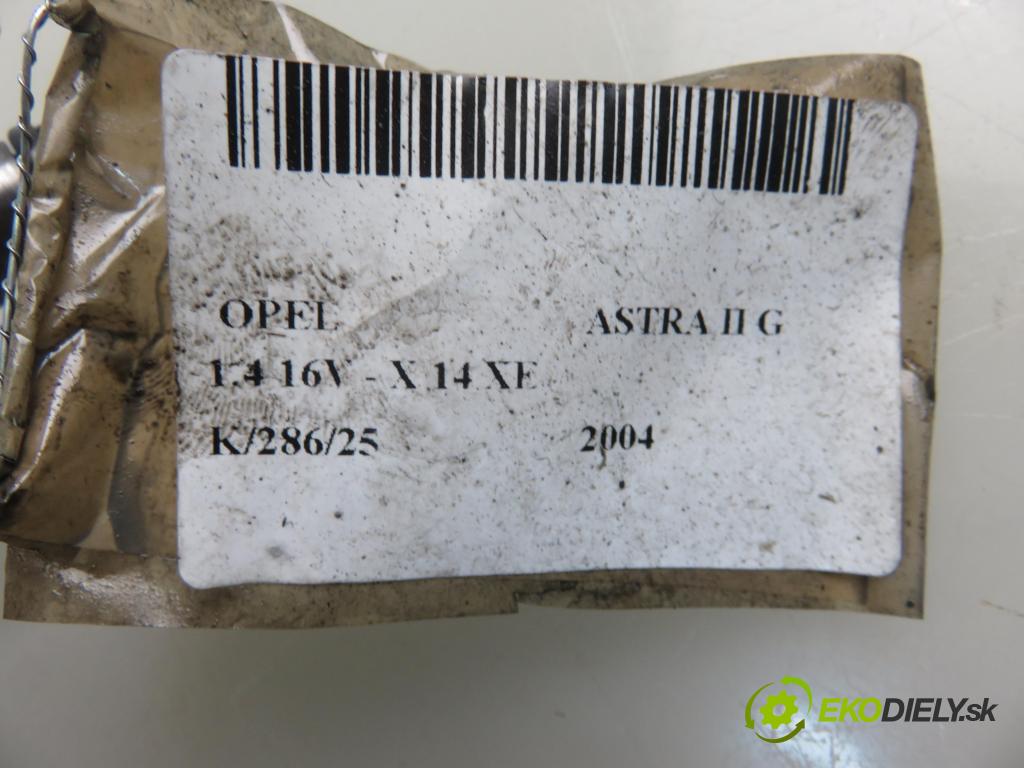 OPEL ASTRA II G
1.4 16V - X 14 XE
K/286/25 2004
EKODIELY.sk